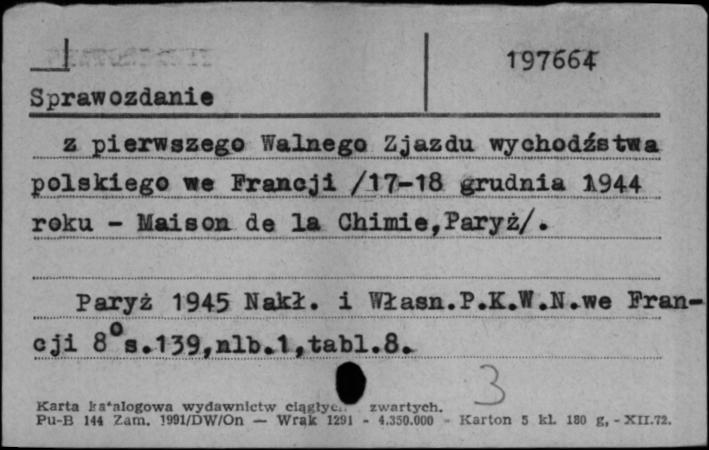 197664
Sprawozdanie
z pierwszego Walnego Zjazdu wychodźstwa
polskiego we Francji /17-18 grudnia 1944
roku - Maison de la Chimie,Paryż/.
Paryż 1945 Nakł. i Własn.P.K.W.N.we Fran-
cji 8° s.139,nlb.1,tabl.8.
3
Karta katalogowa wydawnictw ciągłych zwartych.
Pu-B 144 Zam. 1991/DW/On — Wrak 1291 - 4.350.000 - Karton 5 kl. 180 g, - XII.72.